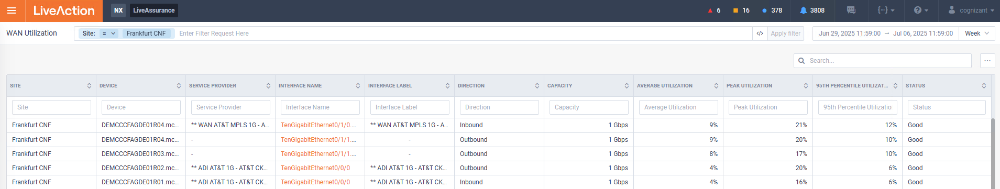 LiveAction NX LiveAssurance 6 16 378 3808 {···} cognizant
WAN Utilization Site: = Frankfurt CNF Enter Filter Request Here </> Apply filter Jun 29, 2025 11:59:00 → Jul 06, 2025 11:59:00 Week
Search... ...
SITE DEVICE SERVICE PROVIDER INTERFACE NAME INTERFACE LABEL DIRECTION CAPACITY AVERAGE UTILIZATION PEAK UTILIZATION 95TH PERCENTILE UTILIZAT... STATUS
Site Device Service Provider Interface Name Interface Label Direction Capacity Average Utilization Peak Utilization 95th Percentile Utilization Status
Frankfurt CNF DEMCCCFAGDE01R04.mc... ** WAN AT&T MPLS 1G - A... TenGigabitEthernet0/1/0.... ** WAN AT&T MPLS 1G - A... Inbound 1 Gbps 9% 21% 12% Good
Frankfurt CNF DEMCCCFAGDE01R04.mc... - TenGigabitEthernet0/1/1.... - Outbound 1 Gbps 9% 20% 10% Good
Frankfurt CNF DEMCCCFAGDE01R03.mc... - TenGigabitEthernet0/1/1.... - Outbound 1 Gbps 8% 17% 10% Good
Frankfurt CNF DEMCCCFAGDE01R02.mc... ** ADI AT&T 1G - AT&T CK... TenGigabitEthernet0/0/0 ** ADI AT&T 1G - AT&T CK... Outbound 1 Gbps 4% 20% 6% Good
Frankfurt CNF DEMCCCFAGDE01R01.mc... ** ADI AT&T 1G - AT&T CK... TenGigabitEthernet0/0/0 ** ADI AT&T 1G - AT&T CK... Inbound 1 Gbps 4% 16% 6% Good